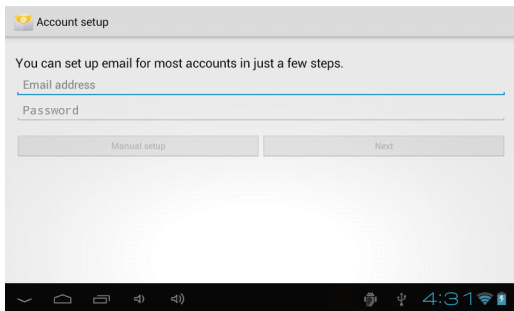 Account setup
You can set up email for most accounts in just a few steps.
Email address
Password
Manual setup
Next
4:31